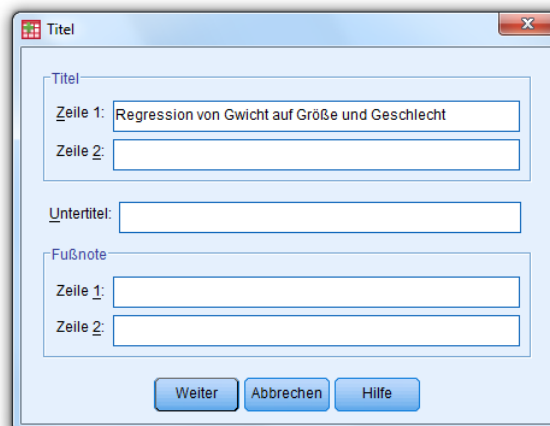 Titel
Titel
Zeile 1: Regression von Gwicht auf Größe und Geschlecht
Zeile 2:
Untertitel:
Fußnote
Zeile 1:
Zeile 2:
Weiter Abbrechen Hilfe